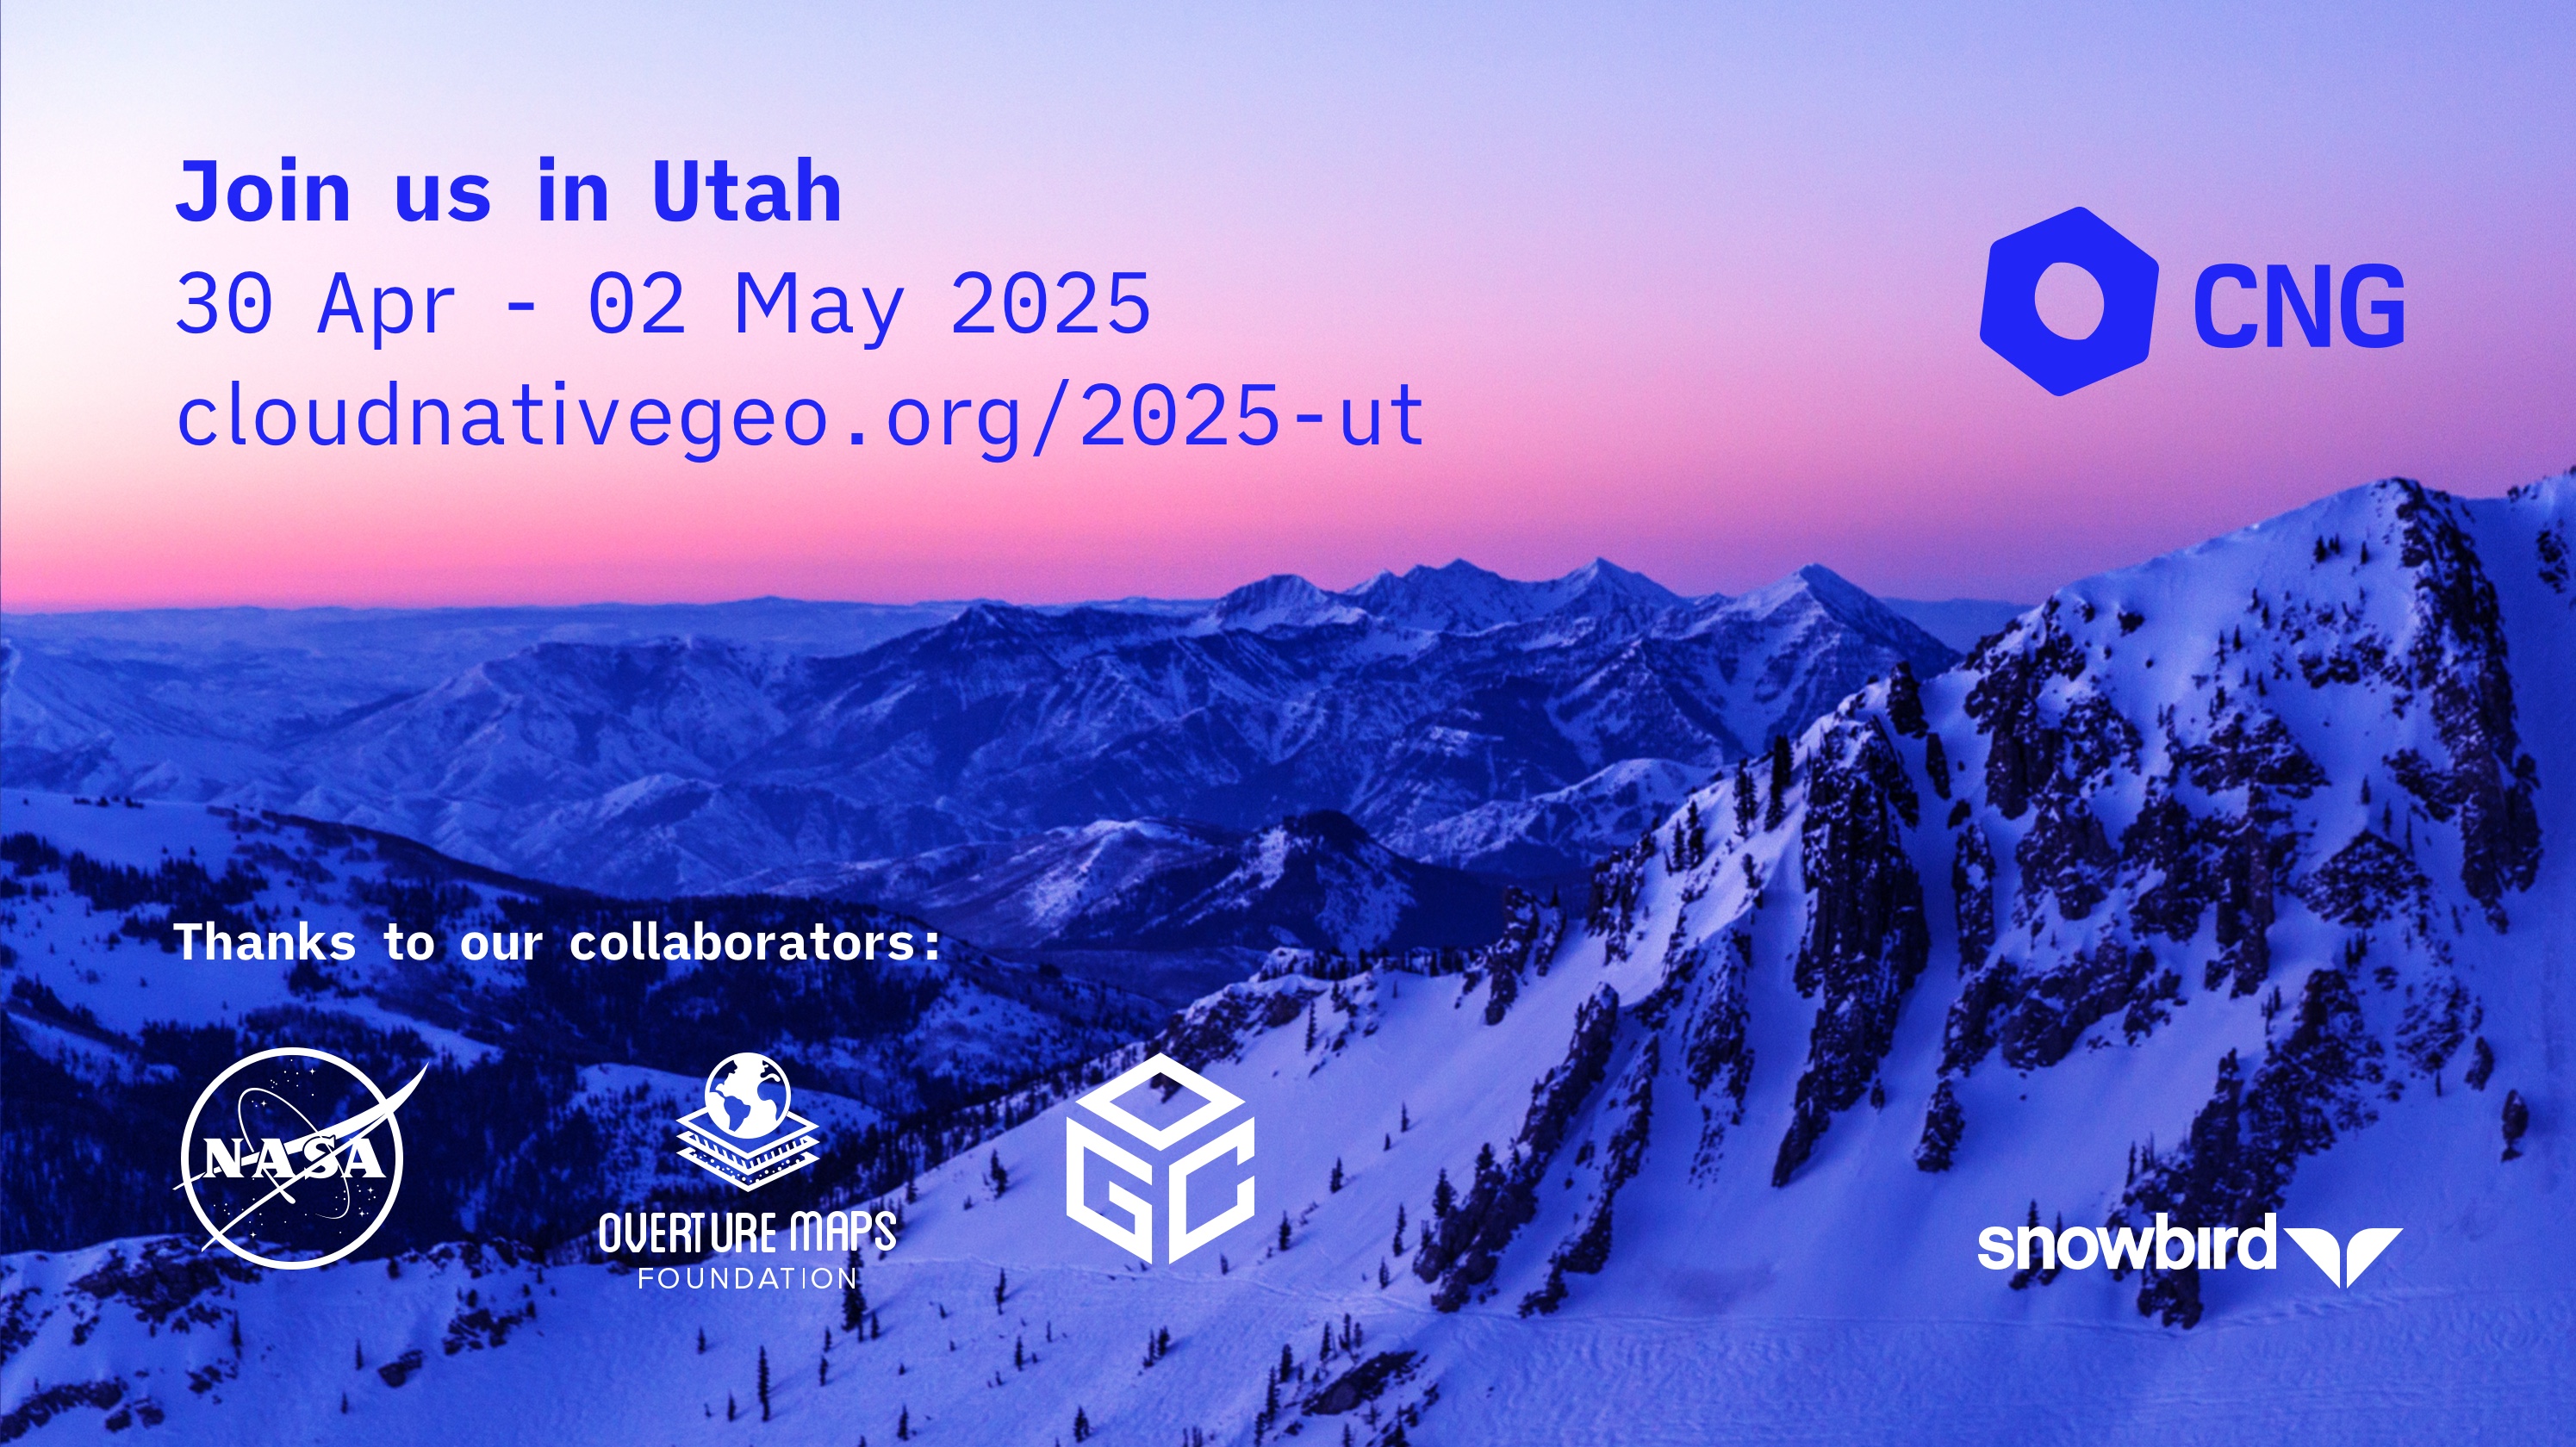 Join us in Utah
30 Apr - 02 May 2025
cloudnativegeo.org/2025-ut
CNG
Thanks to our collaborators:
NASA
OVERTURE MAPS
FOUNDATION
OGC
snowbird